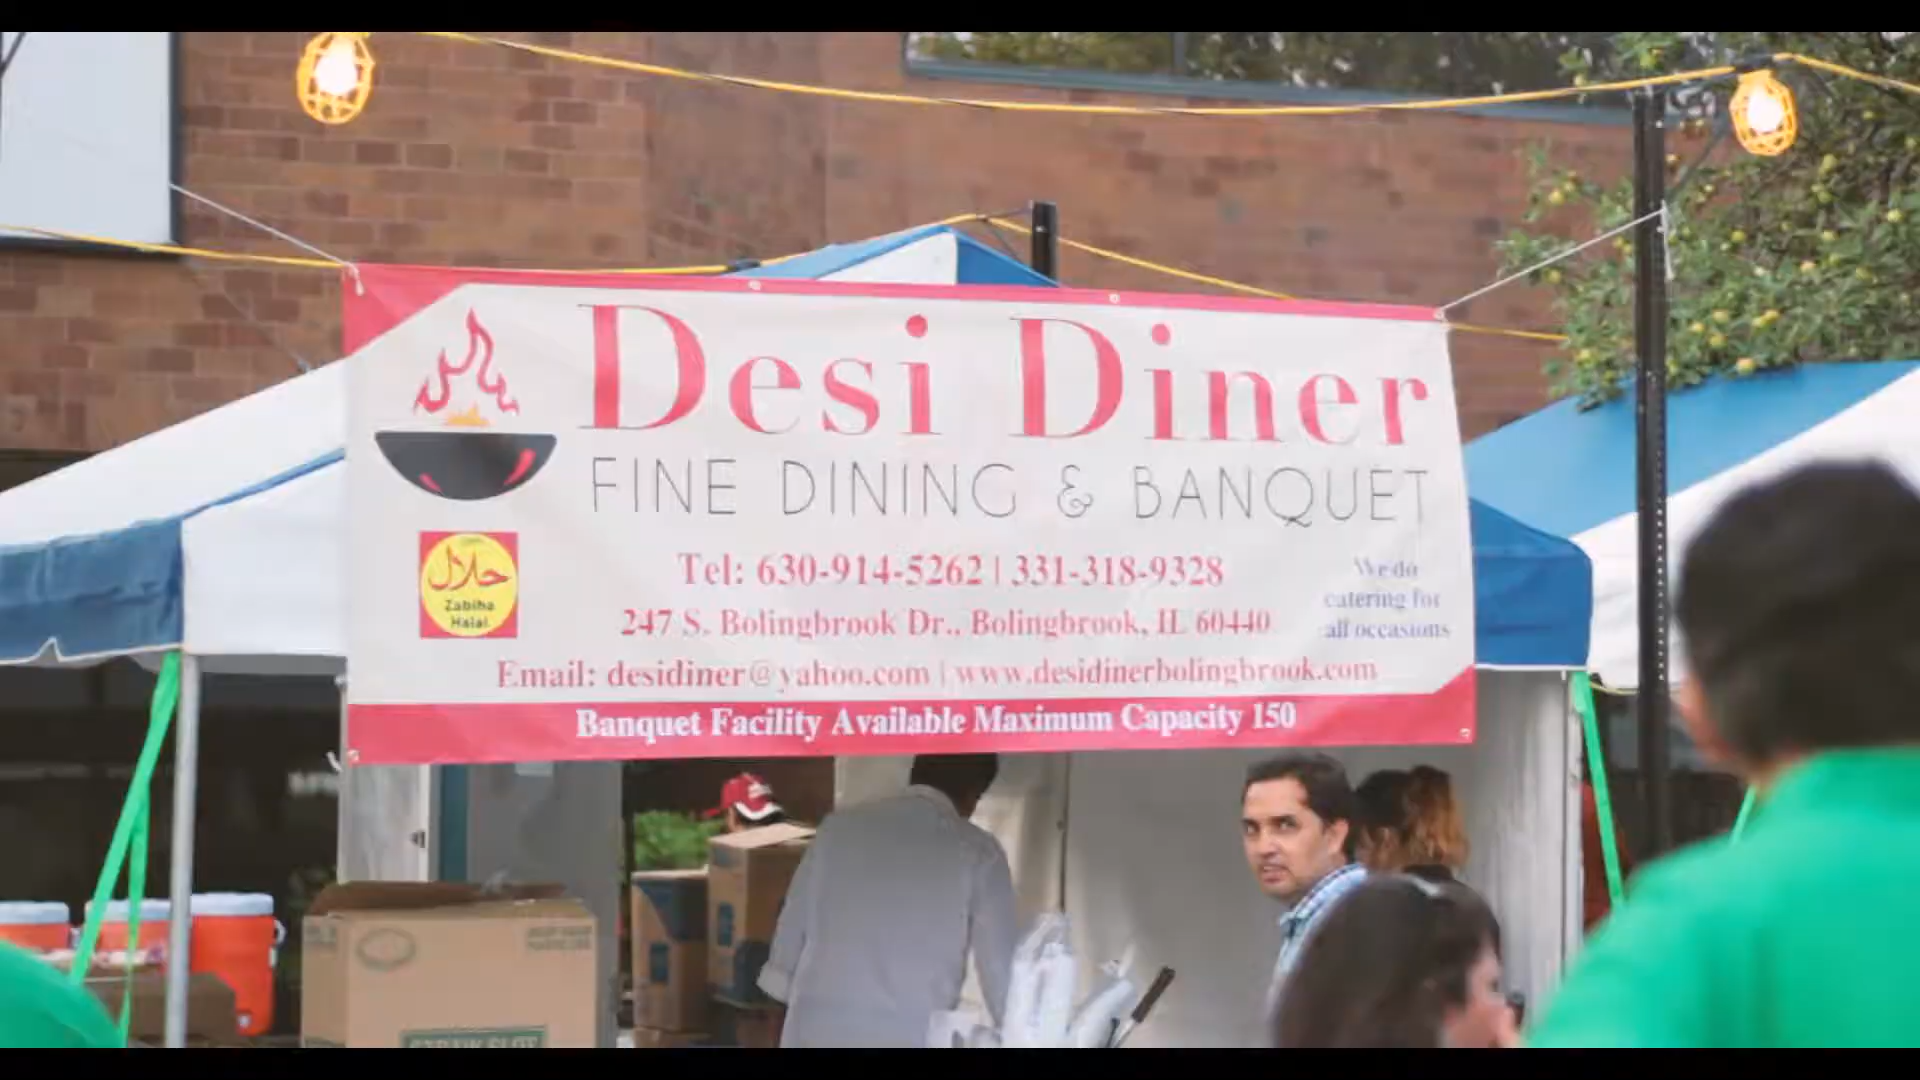 Desi Diner
FINE DINING & BANQUET
حلال
Zabiha
Halal
Tel: 630-914-5262 | 331-318-9328
247 S. Bolingbrook Dr., Bolingbrook, IL 60440
We do
catering for
all occasions
Email: desidiner@yahoo.com | www.desidinerbolingbrook.com
Banquet Facility Available Maximum Capacity 150